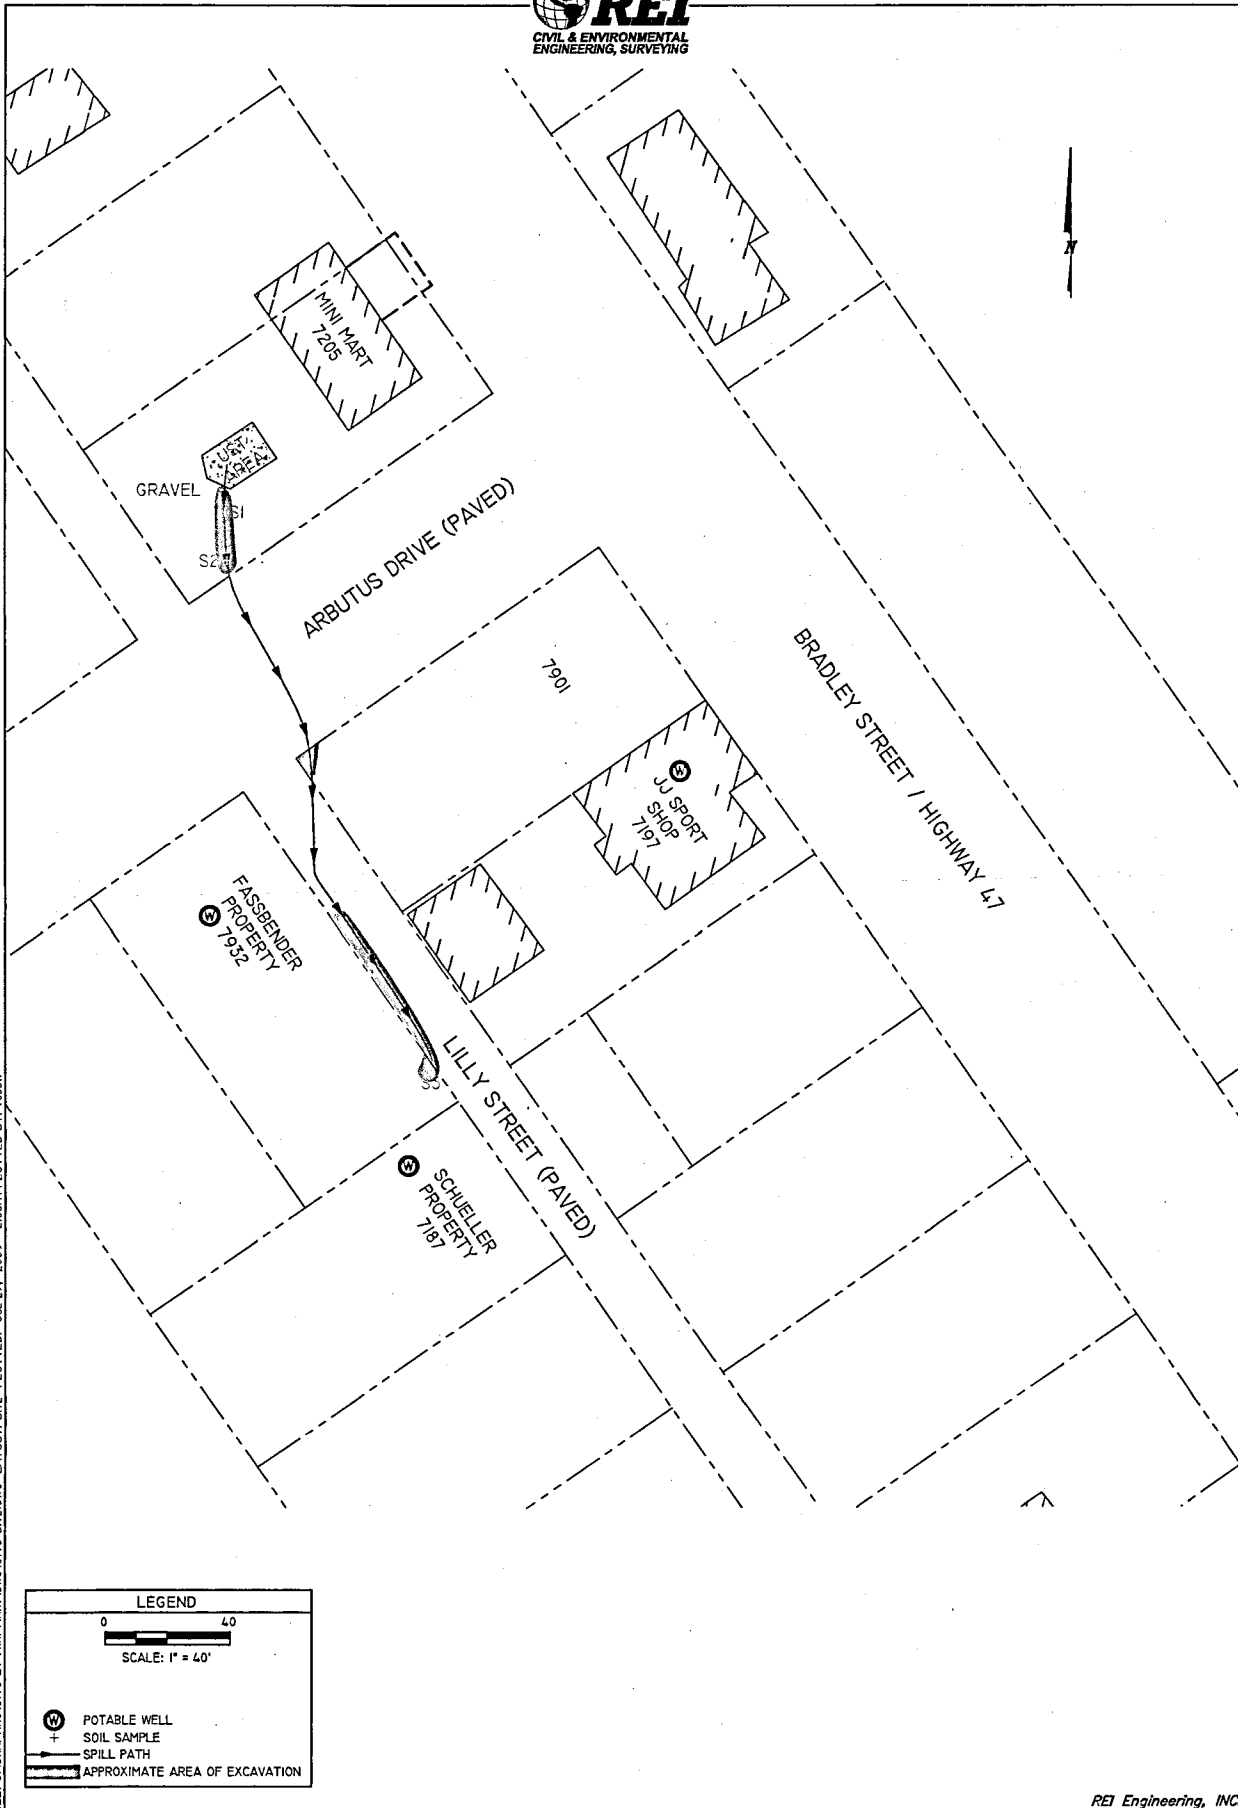 REI
CIVIL & ENVIRONMENTAL
ENGINEERING, SURVEYING
N
MINI MART
7205
UST
AREA
GRAVEL
S1
S2
ARBUTUS DRIVE (PAVED)
7901
BRADLEY STREET / HIGHWAY 47
W
JJ SPORT
SHOP
7197
W
FASSBENDER
PROPERTY
7932
LILLY STREET (PAVED)
W
SCHUELLER
PROPERTY
7187
LEGEND
0 40
SCALE: 1" = 40'
W POTABLE WELL
+ SOIL SAMPLE
SPILL PATH
APPROXIMATE AREA OF EXCAVATION
REI Engineering, INC